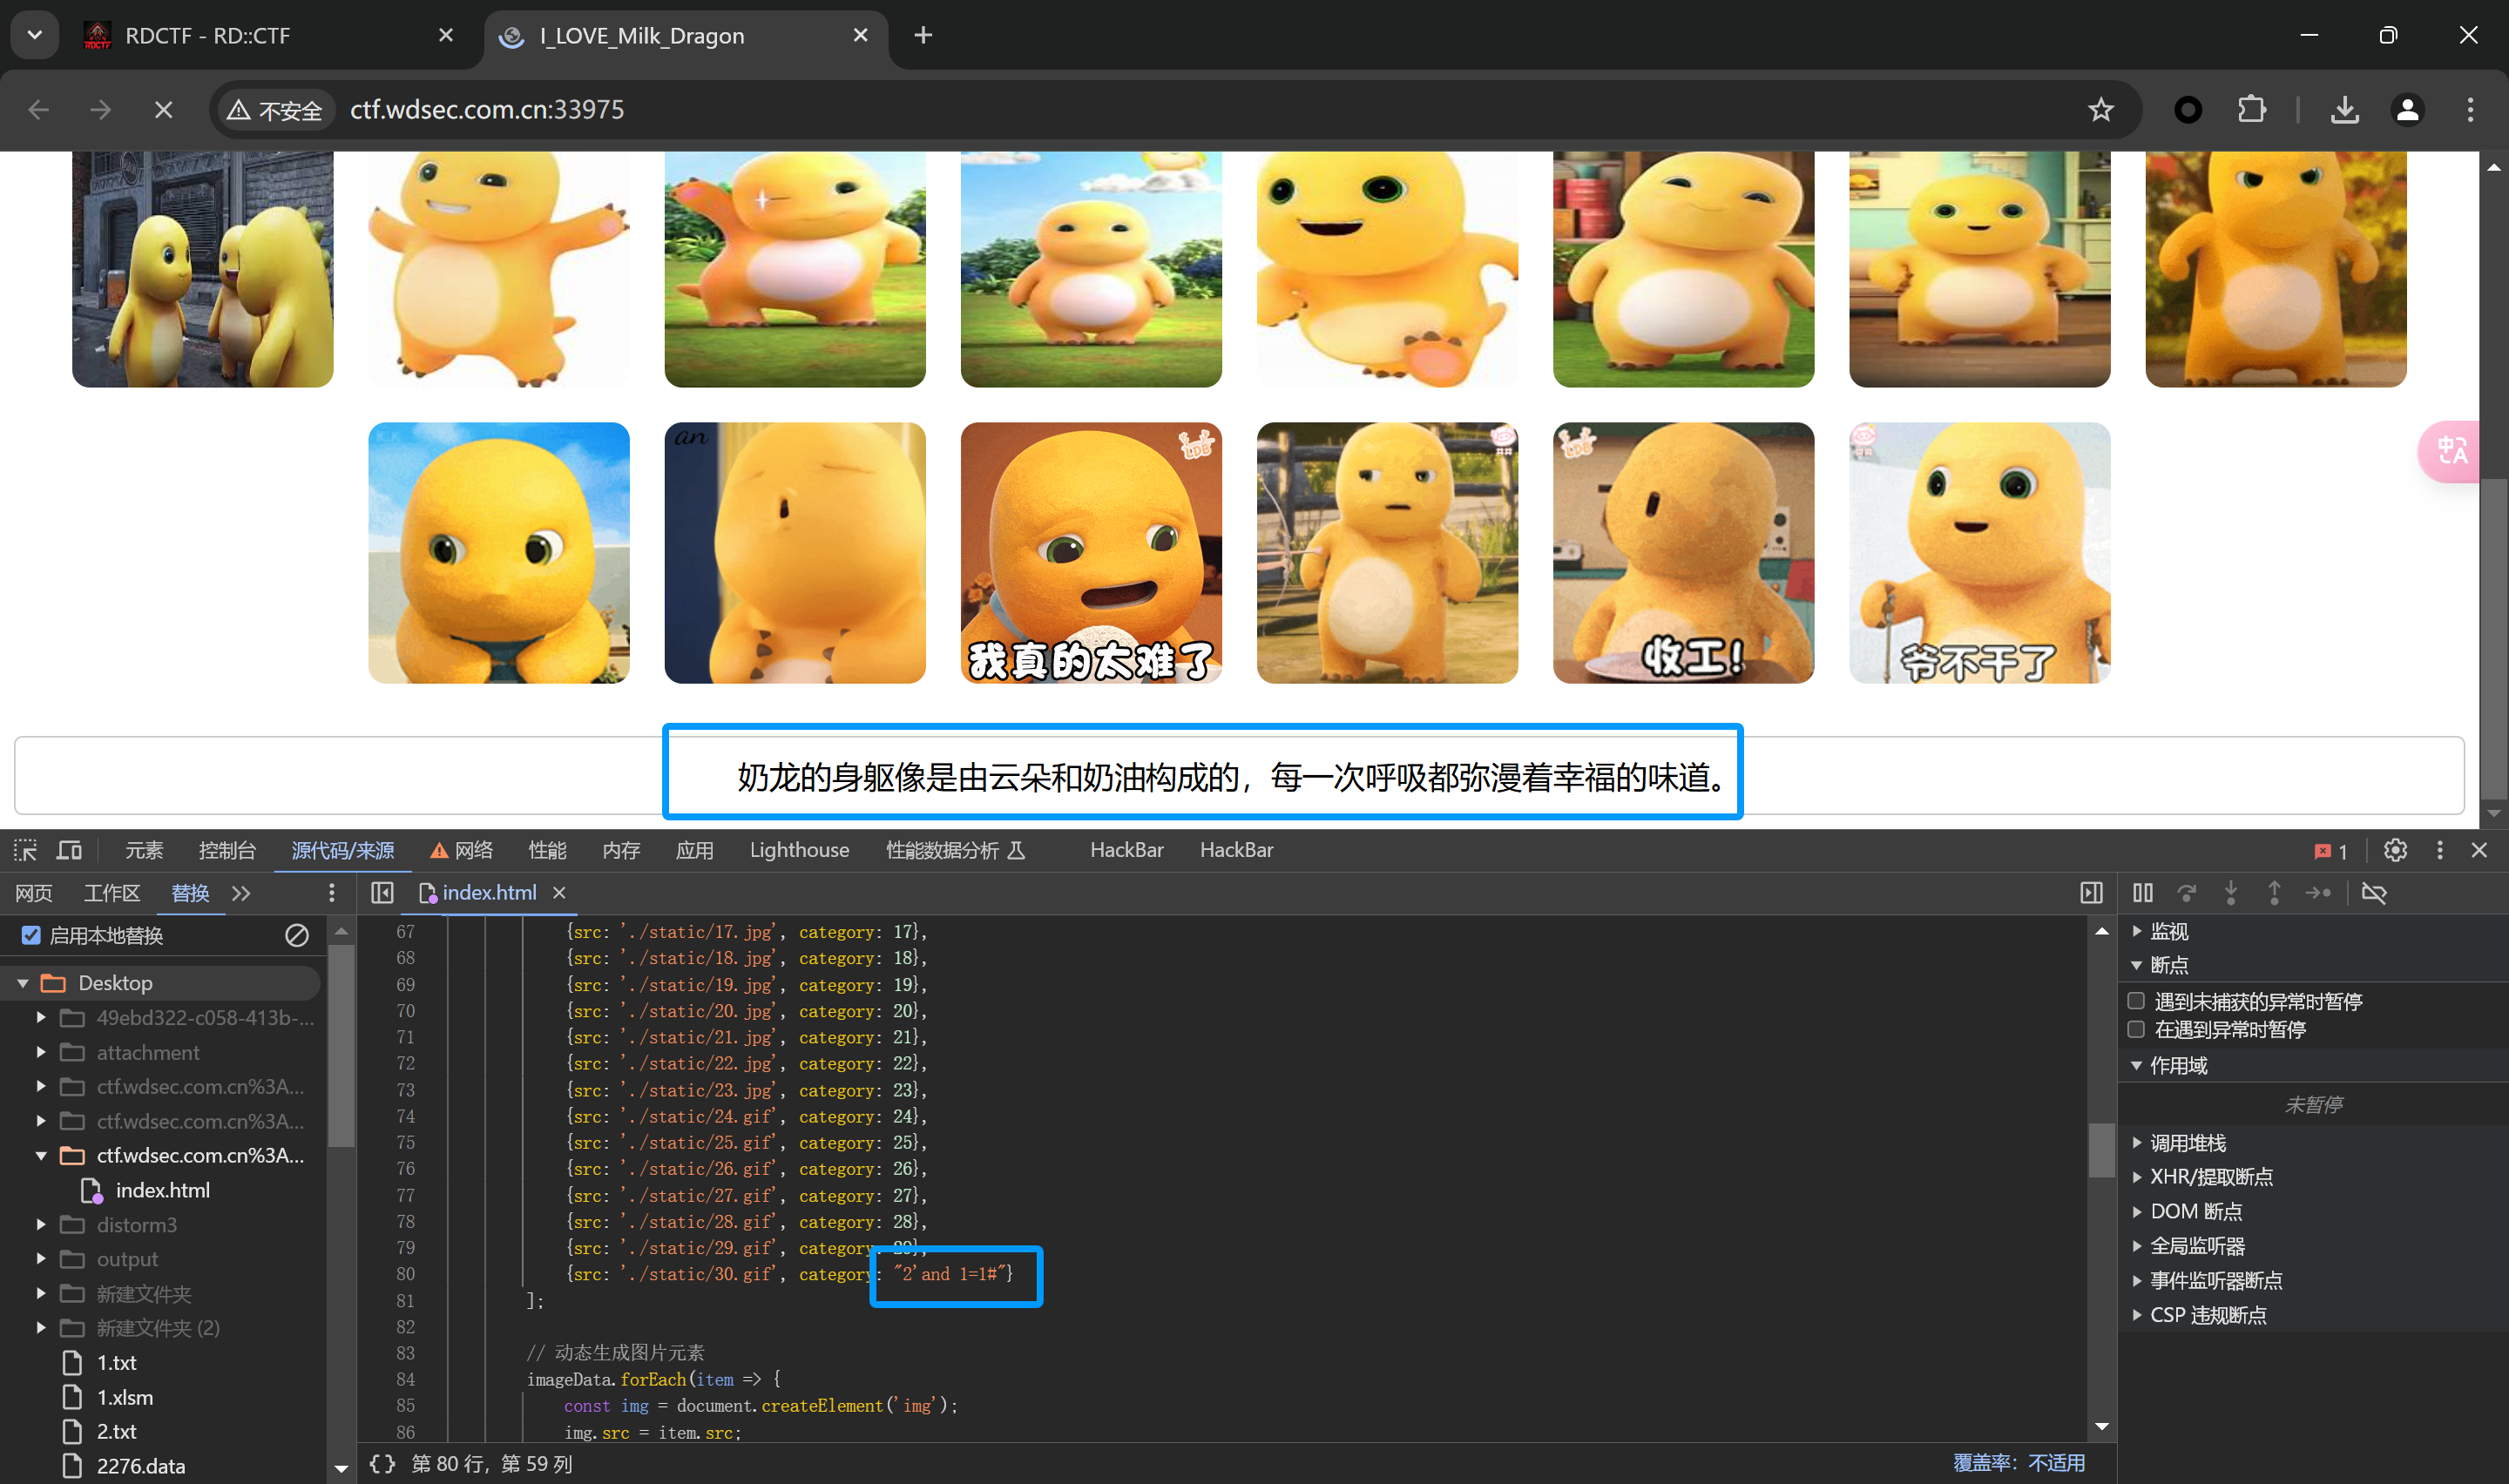 RDCTF - RD::CTF
I_LOVE_Milk_Dragon
不安全
ctf.wdsec.com.cn:33975
an
LDB
我真的太难了
LDB
收工!
爷不干了
中A
奶龙的身躯像是由云朵和奶油构成的，每一次呼吸都弥漫着幸福的味道。
元素 控制台 源代码/来源 网络 性能 内存 应用 Lighthouse 性能数据分析 HackBar HackBar 1
网页 工作区 替换 index.html
启用本地替换
Desktop
49ebd322-c058-413b-...
attachment
ctf.wdsec.com.cn%3A...
ctf.wdsec.com.cn%3A...
ctf.wdsec.com.cn%3A...
index.html
distorm3
output
新建文件夹
新建文件夹 (2)
1.txt
1.xlsm
2.txt
2276.data
67 {src: './static/17.jpg', category: 17},
68 {src: './static/18.jpg', category: 18},
69 {src: './static/19.jpg', category: 19},
70 {src: './static/20.jpg', category: 20},
71 {src: './static/21.jpg', category: 21},
72 {src: './static/22.jpg', category: 22},
73 {src: './static/23.jpg', category: 23},
74 {src: './static/24.gif', category: 24},
75 {src: './static/25.gif', category: 25},
76 {src: './static/26.gif', category: 26},
77 {src: './static/27.gif', category: 27},
78 {src: './static/28.gif', category: 28},
79 {src: './static/29.gif', category: 29},
80 {src: './static/30.gif', category: "2'and 1=1#"}
81 ];
82
83 // 动态生成图片元素
84 imageData.forEach(item => {
85 const img = document.createElement('img');
86 img.src = item.src;
{} 第 80 行，第 59 列
覆盖率：不适用
监视
断点
遇到未捕获的异常时暂停
在遇到异常时暂停
作用域
未暂停
调用堆栈
XHR/提取断点
DOM 断点
全局监听器
事件监听器断点
CSP 违规断点